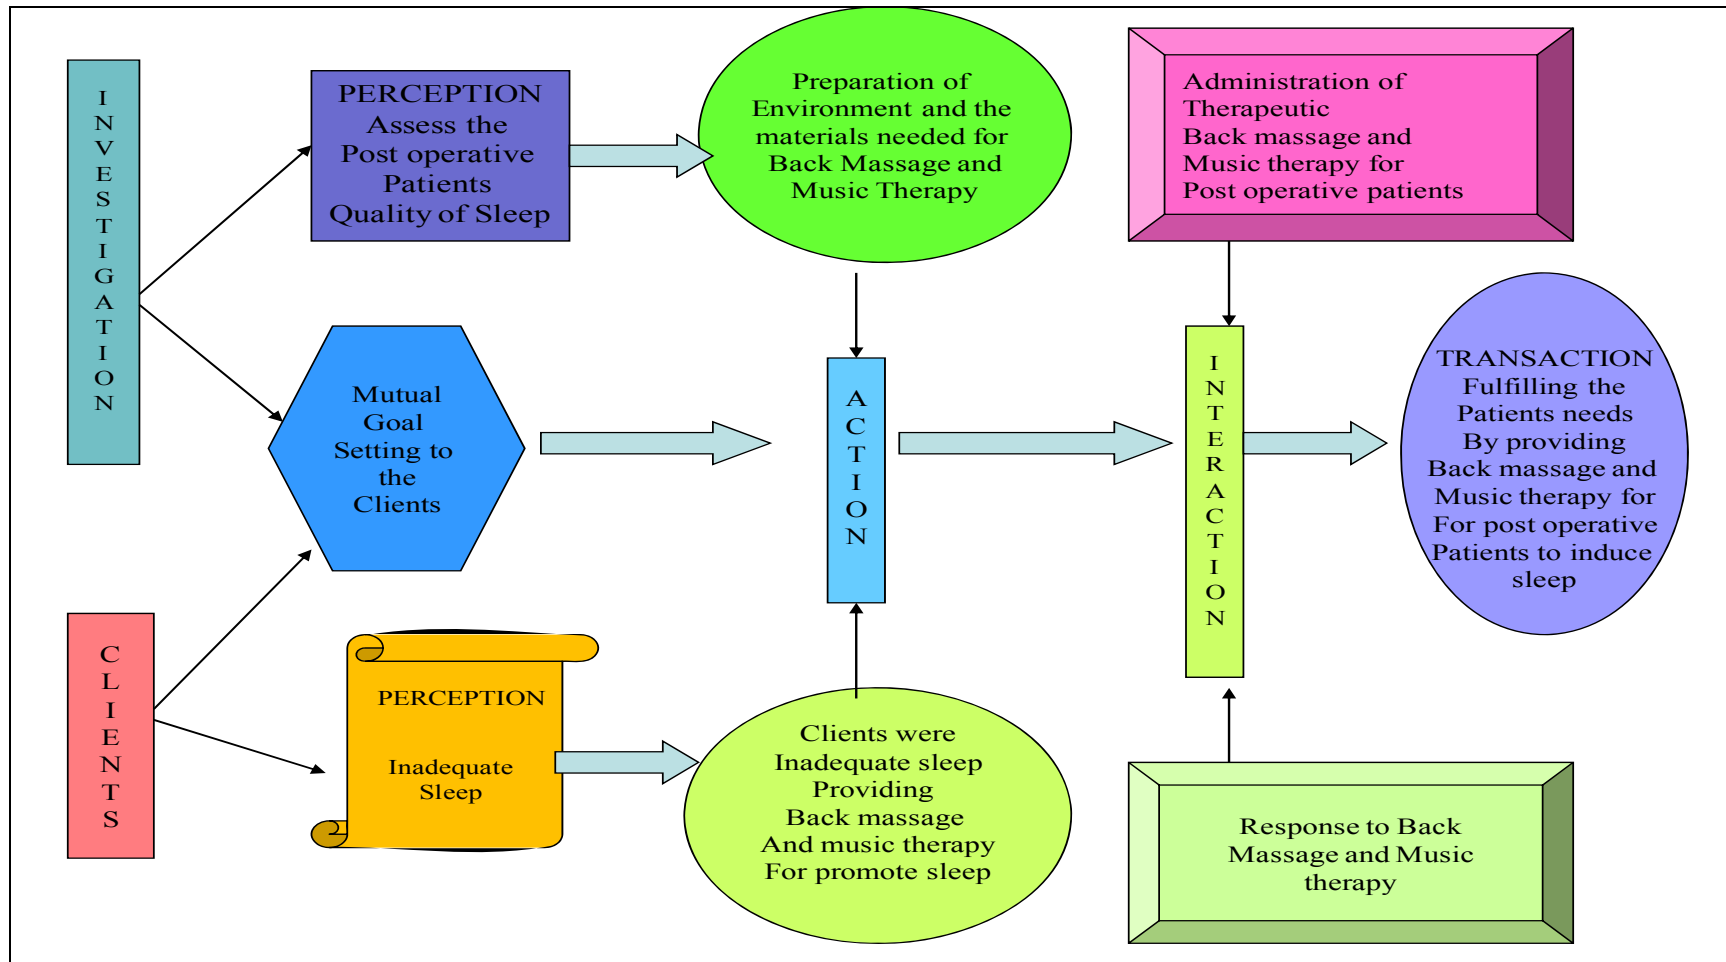 INVESTIGATION
PERCEPTION
Assess the
Post operative
Patients
Quality of Sleep
Preparation of
Environment and the
materials needed for
Back Massage and
Music Therapy
Administration of
Therapeutic
Back massage and
Music therapy for
Post operative patients
Mutual
Goal
Setting to
the
Clients
ACTION
INTERACTION
TRANSACTION
Fulfilling the
Patients needs
By providing
Back massage and
Music therapy for
For post operative
Patients to induce
sleep
CLIENTS
PERCEPTION
Inadequate
Sleep
Clients were
Inadequate sleep
Providing
Back massage
And music therapy
For promote sleep
Response to Back
Massage and Music
therapy